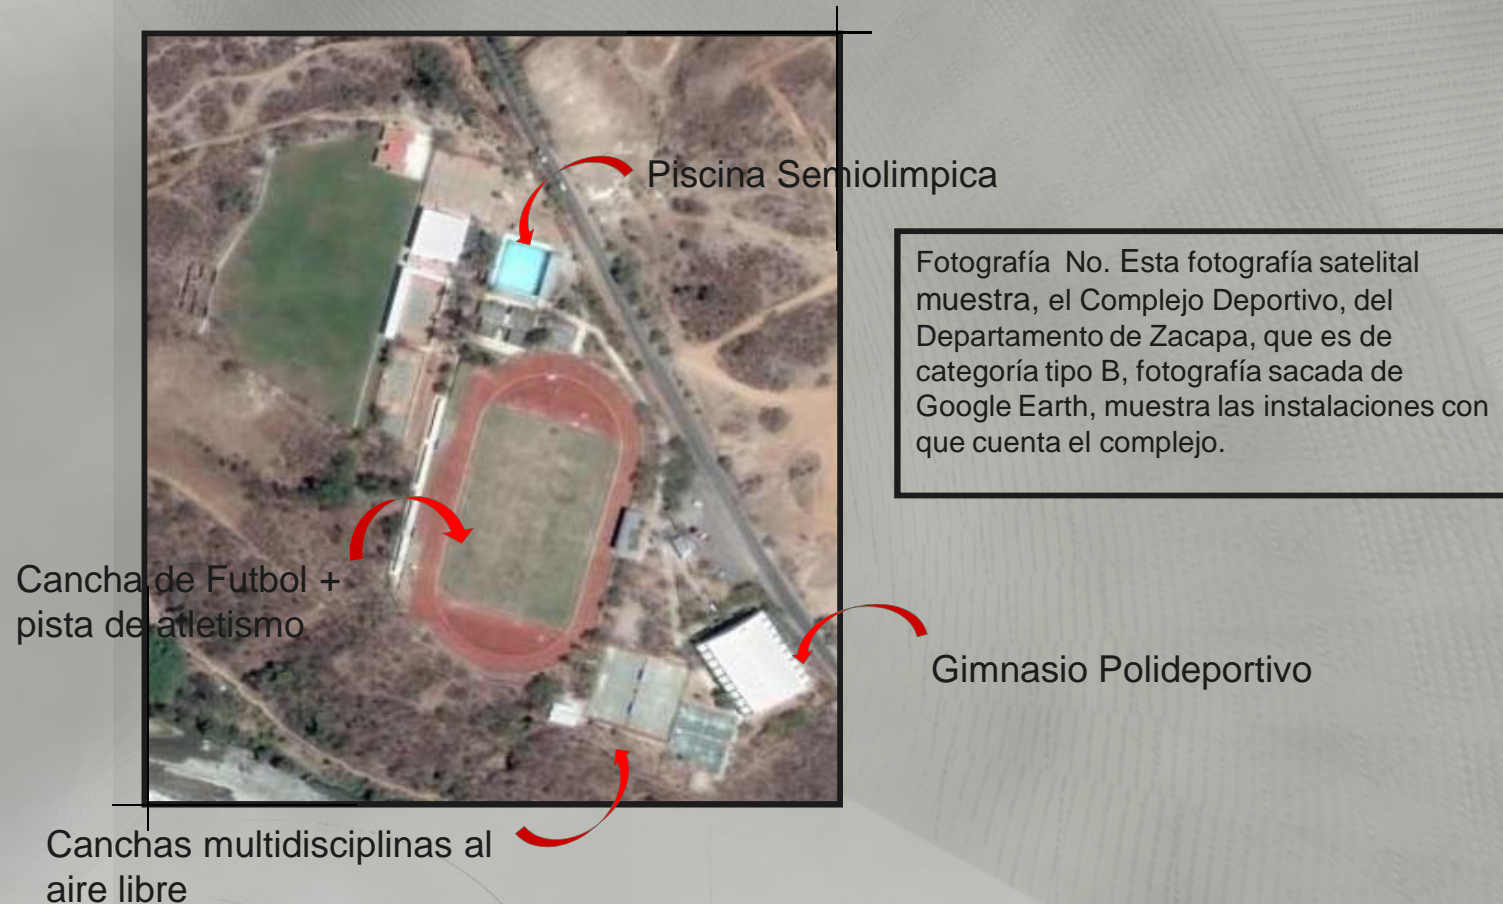 Piscina Semiolimpica
Fotografía No. Esta fotografía satelital
muestra, el Complejo Deportivo, del
Departamento de Zacapa, que es de
categoría tipo B, fotografía sacada de
Google Earth, muestra las instalaciones con
que cuenta el complejo.
Cancha de Futbol +
pista de atletismo
Gimnasio Polideportivo
Canchas multidisciplinas al
aire libre